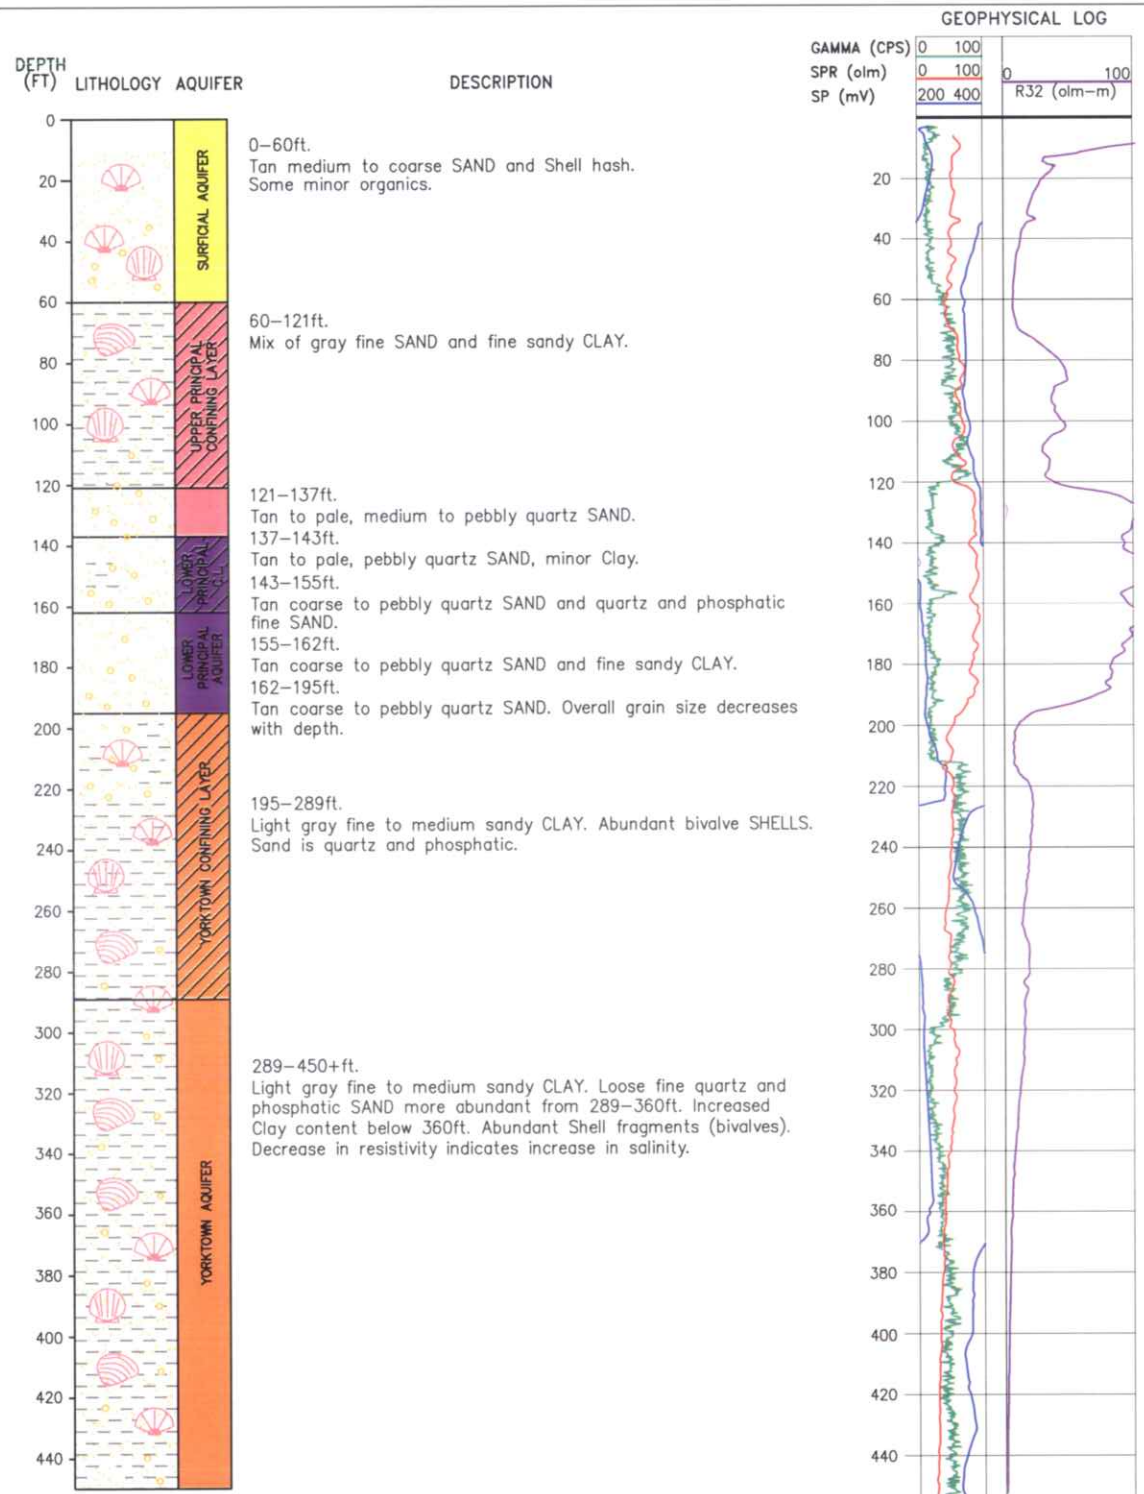 GEOPHYSICAL LOG
DEPTH
(FT) LITHOLOGY AQUIFER DESCRIPTION
GAMMA (CPS) 0 100
SPR (olm) 0 100 0 100
SP (mV) 200 400 R32 (olm-m)
0
20
40
60
80
100
120
140
160
180
200
220
240
260
280
300
320
340
360
380
400
420
440
SURFICIAL AQUIFER
UPPER PRINCIPAL
CONFINING LAYER
LOWER
PRINCIPAL
C.L.
LOWER
PRINCIPAL
AQUIFER
YORKTOWN CONFINING LAYER
YORKTOWN AQUIFER
0-60ft.
Tan medium to coarse SAND and Shell hash.
Some minor organics.
60-121ft.
Mix of gray fine SAND and fine sandy CLAY.
121-137ft.
Tan to pale, medium to pebbly quartz SAND.
137-143ft.
Tan to pale, pebbly quartz SAND, minor Clay.
143-155ft.
Tan coarse to pebbly quartz SAND and quartz and phosphatic
fine SAND.
155-162ft.
Tan coarse to pebbly quartz SAND and fine sandy CLAY.
162-195ft.
Tan coarse to pebbly quartz SAND. Overall grain size decreases
with depth.
195-289ft.
Light gray fine to medium sandy CLAY. Abundant bivalve SHELLS.
Sand is quartz and phosphatic.
289-450+ft.
Light gray fine to medium sandy CLAY. Loose fine quartz and
phosphatic SAND more abundant from 289-360ft. Increased
Clay content below 360ft. Abundant Shell fragments (bivalves).
Decrease in resistivity indicates increase in salinity.
20
40
60
80
100
120
140
160
180
200
220
240
260
280
300
320
340
360
380
400
420
440